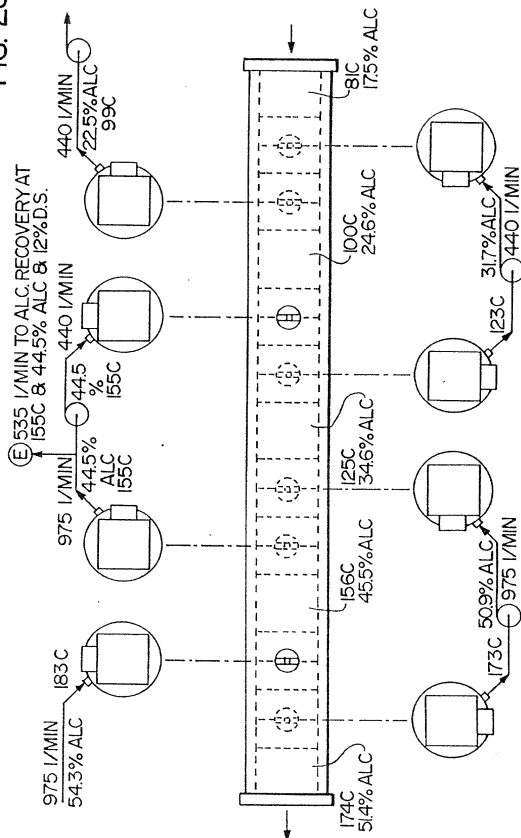 440 l/MIN
22.5% ALC
99C
Ⓔ 535 l/MIN TO ALC. RECOVERY AT
155C & 44.5% ALC & 12% D.S.
440 l/MIN
44.5
%
155C
975 l/MIN
44.5%
ALC
155C
183C
975 l/MIN
54.3% ALC
81C
17.5% ALC
100C
24.6% ALC
125C
34.6% ALC
156C
45.5% ALC
174C
51.4% ALC
31.7% ALC
440 l/MIN
123C
50.9% ALC
975 l/MIN
173C